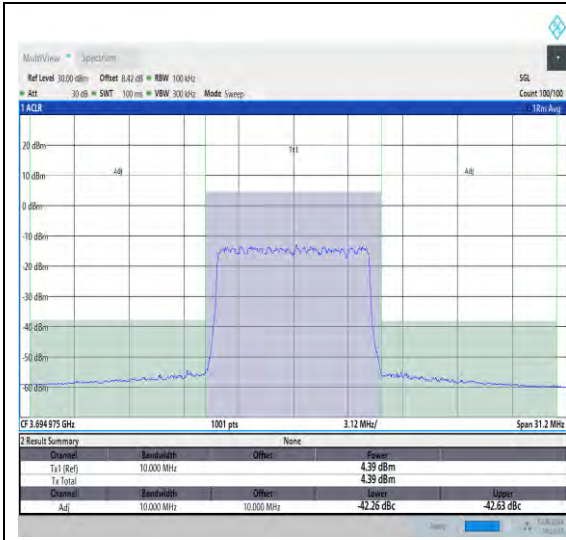 MultiView Spectrum
Ref Level 30.00 dBm Offset 8.42 dB RBW 100 kHz SGL
Att 30 dB SWT 100 ms VBW 300 kHz Mode Sweep Count 100/100
1 ACLR 1Rm Avg
Tx1
20 dBm
Adj Adj
10 dBm
0 dBm
-10 dBm
-20 dBm
-30 dBm
-40 dBm
-50 dBm
-60 dBm
CF 3.694 975 GHz 1001 pts 3.12 MHz/ Span 31.2 MHz
2 Result Summary None
Channel Bandwidth Offset Power
Tx1 (Ref) 10.000 MHz 4.39 dBm
Tx Total 4.39 dBm
Channel Bandwidth Offset Lower Upper
Adj 10.000 MHz 10.000 MHz -42.26 dBc -42.63 dBc